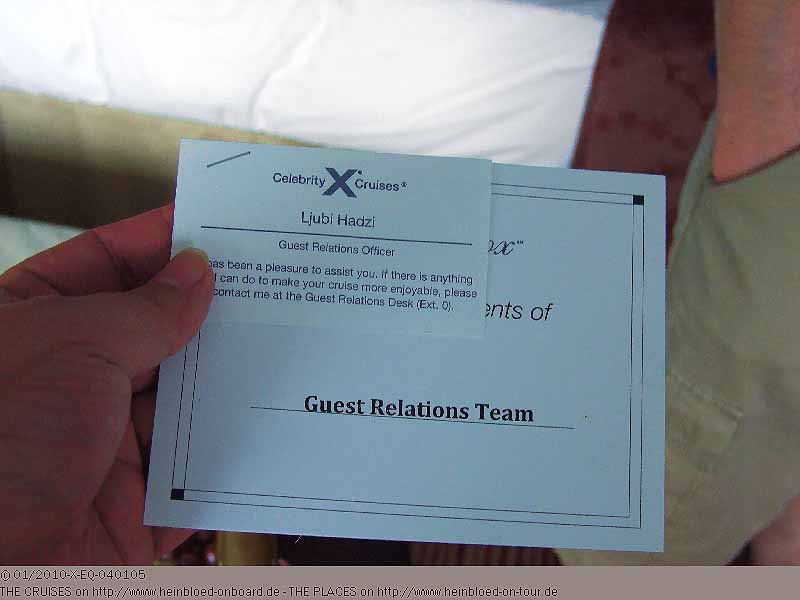 Celebrity X Cruises®
Ljubi Hadzi
Guest Relations Officer
has been a pleasure to assist you. If there is anything
I can do to make your cruise more enjoyable, please
contact me at the Guest Relations Desk (Ext. 0).
ox™
ents of
Guest Relations Team
©01/2010-X-EQ-040105
THE CRUISES on http://www.heinbloed-onboard.de - THE PLACES on http://www.heinbloed-on-tour.de